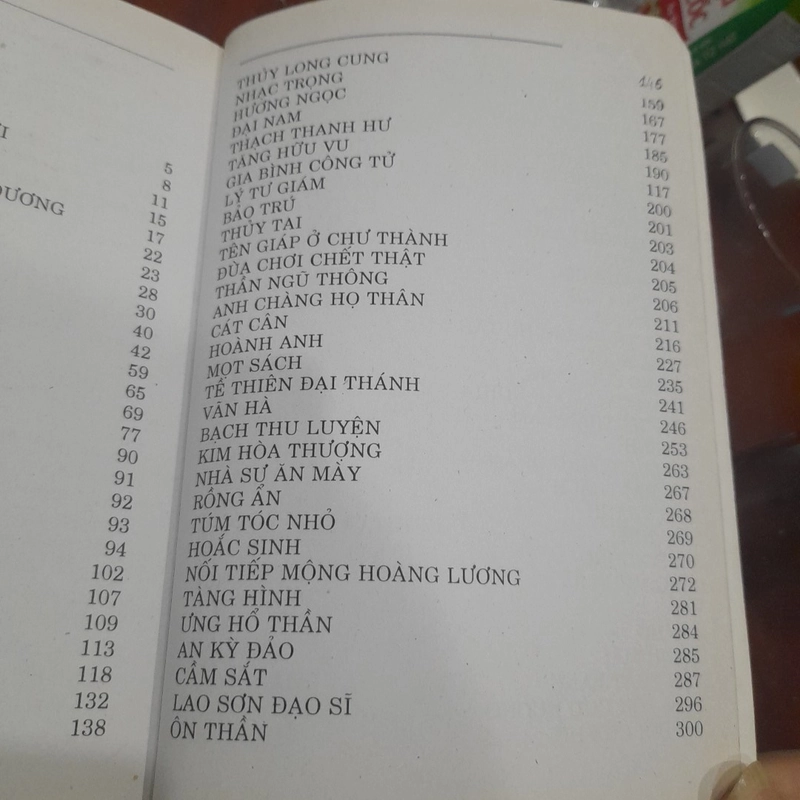 5
8
11
15
DƯƠNG 17
22
23
28
30
40
42
59
65
69
77
90
91
92
93
94
102
107
109
113
118
132
138
THỦY LONG CUNG 146
NHẠC TRỌNG 159
HƯƠNG NGỌC 167
ĐẠI NAM 177
THẠCH THANH HƯ 185
TĂNG HỮU VU 190
GIA BÌNH CÔNG TỬ 117
LÝ TƯ GIÁM 200
BẢO TRÚ 201
THỦY TAI 203
TÊN GIÁP Ở CHƯ THÀNH 204
ĐÙA CHƠI CHẾT THẬT 205
THẦN NGŨ THÔNG 206
ANH CHÀNG HỌ THÂN 211
CÁT CÂN 216
HOÀNH ANH 227
MỌT SÁCH 235
TỀ THIÊN ĐẠI THÁNH 241
VÃN HÀ 246
BẠCH THU LUYỆN 253
KIM HÒA THƯỢNG 263
NHÀ SƯ ĂN MÀY 267
RỒNG ẨN 268
TÚM TÓC NHỎ 269
HOẮC SINH 270
NỐI TIẾP MỘNG HOÀNG LƯƠNG 272
TÀNG HÌNH 281
ƯNG HỔ THẦN 284
AN KỲ ĐẢO 285
CẦM SẮT 287
LAO SƠN ĐẠO SĨ 296
ÔN THẦN 300